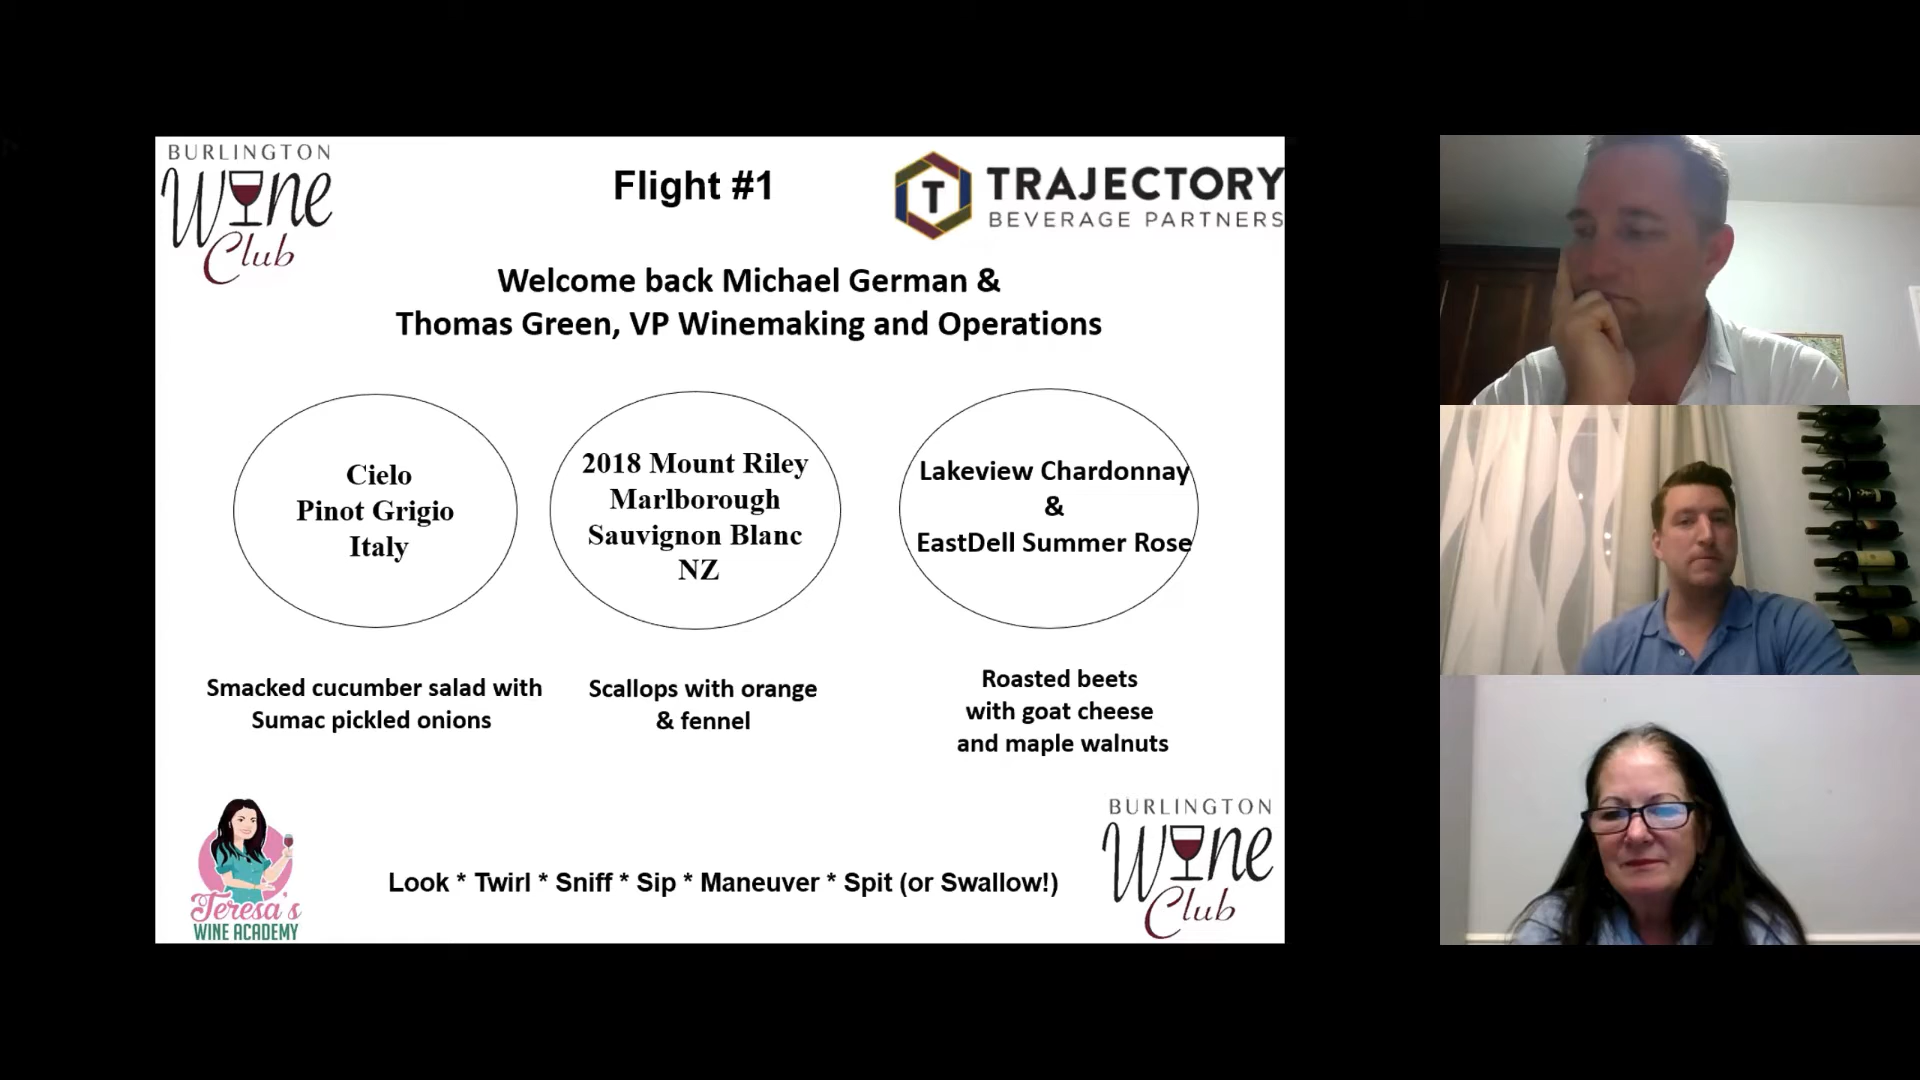 BURLINGTON
Wine
Club
Flight #1
T
TRAJECTORY
BEVERAGE PARTNERS
Welcome back Michael German &
Thomas Green, VP Winemaking and Operations
Cielo
Pinot Grigio
Italy
2018 Mount Riley
Marlborough
Sauvignon Blanc
NZ
Lakeview Chardonnay
&
EastDell Summer Rose
Smacked cucumber salad with
Sumac pickled onions
Scallops with orange
& fennel
Roasted beets
with goat cheese
and maple walnuts
Teresa's
WINE ACADEMY
Look * Twirl * Sniff * Sip * Maneuver * Spit (or Swallow!)
BURLINGTON
Wine
Club